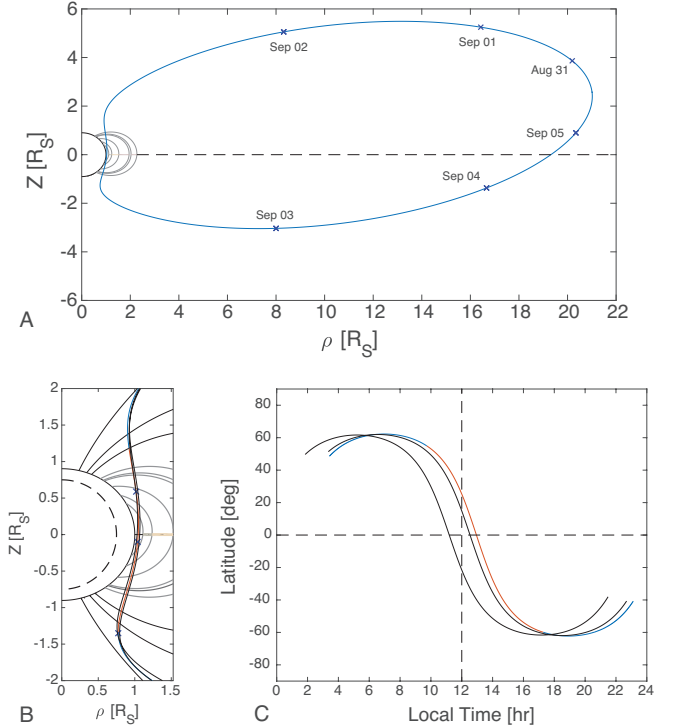 6
4
2
0
-2
-4
-6
Z [R_S]
Sep 02
Sep 01
Aug 31
Sep 05
Sep 04
Sep 03
0 2 4 6 8 10 12 14 16 18 20 22
ρ [R_S]
A
2
1.5
1
0.5
0
-0.5
-1
-1.5
-2
Z [R_S]
0 0.5 1 1.5
ρ [R_S]
B
80
60
40
20
0
-20
-40
-60
-80
Latitude [deg]
0 2 4 6 8 10 12 14 16 18 20 22 24
Local Time [hr]
C